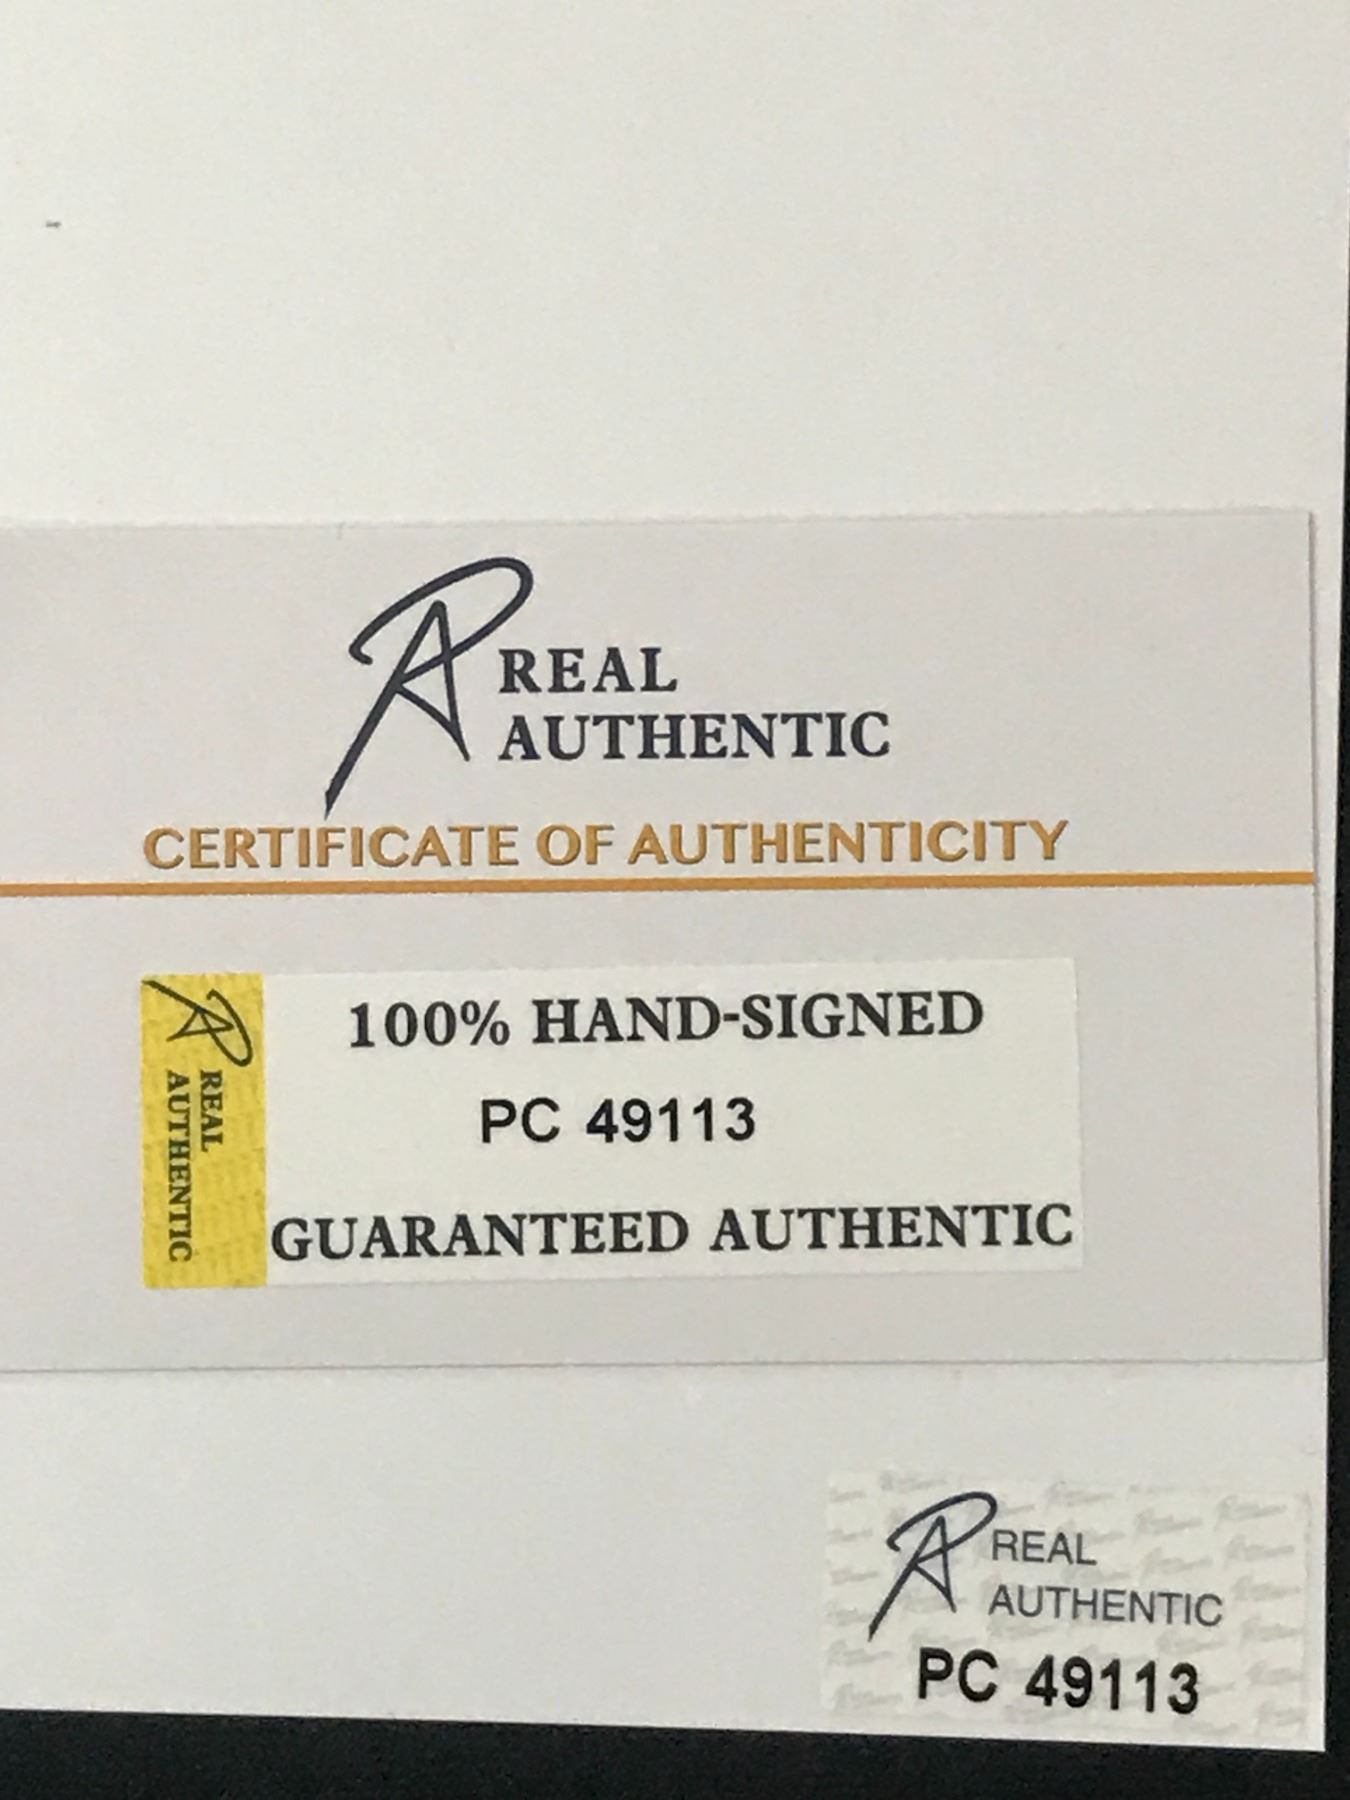 REAL
AUTHENTIC
CERTIFICATE OF AUTHENTICITY
REAL
AUTHENTIC
100% HAND-SIGNED
PC 49113
GUARANTEED AUTHENTIC
REAL
AUTHENTIC
PC 49113